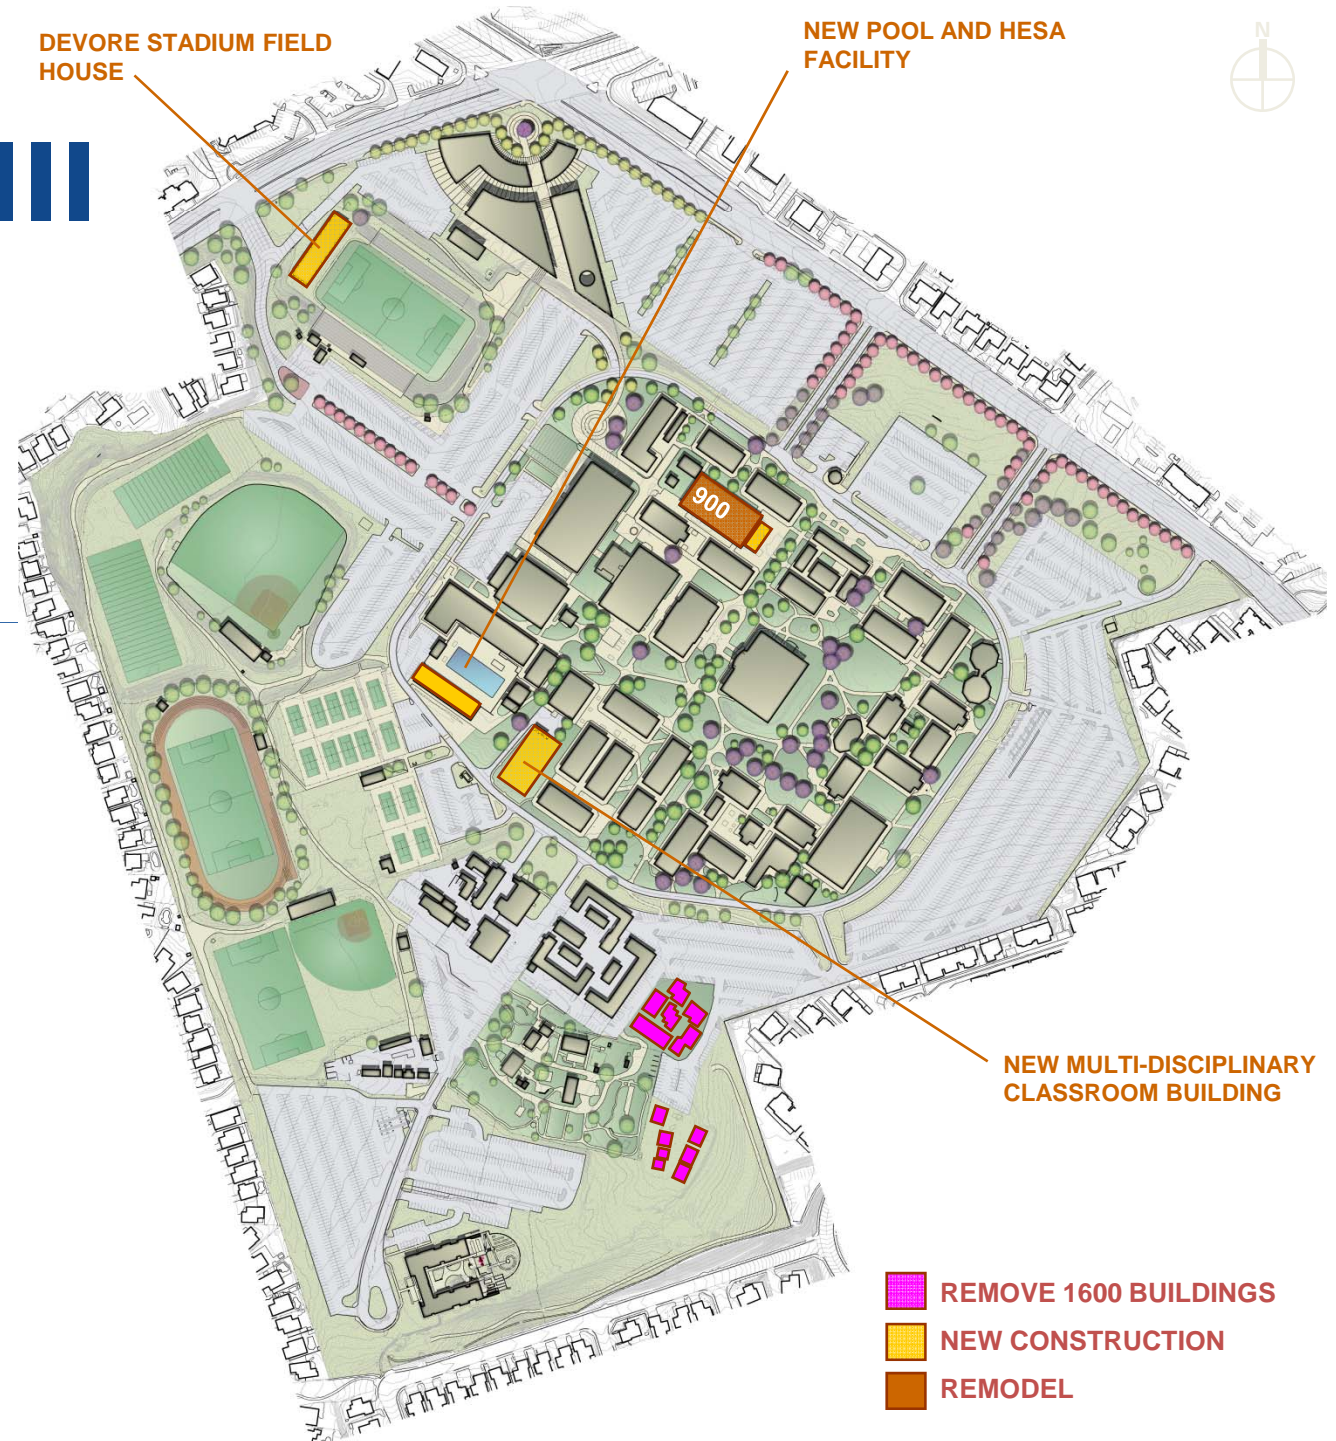 DEVORE STADIUM FIELD
HOUSE
NEW POOL AND HESA
FACILITY
N
III
900
NEW MULTI-DISCIPLINARY
CLASSROOM BUILDING
REMOVE 1600 BUILDINGS
NEW CONSTRUCTION
REMODEL